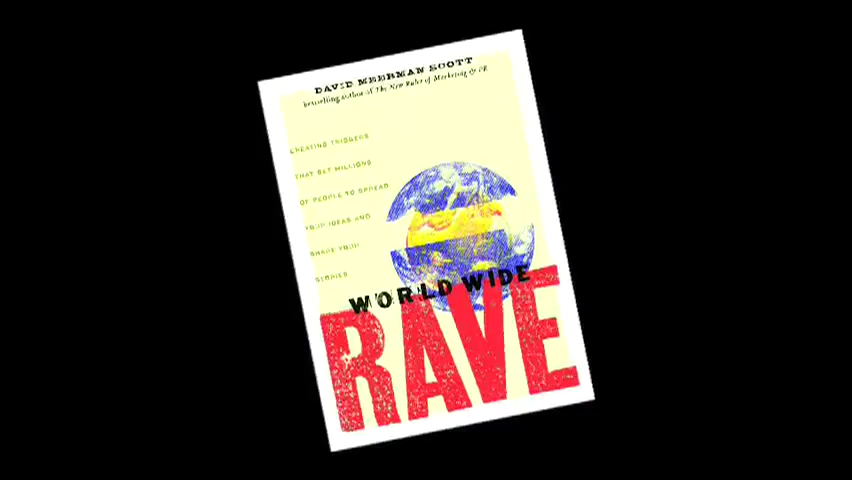 DAVID MEERMAN SCOTT
bestselling author of The New Rules of Marketing & PR
CREATING TRIGGERS
THAT GET MILLIONS
OF PEOPLE TO SPREAD
YOUR IDEAS AND
SHARE YOUR
STORIES
WORLD WIDE
RAVE